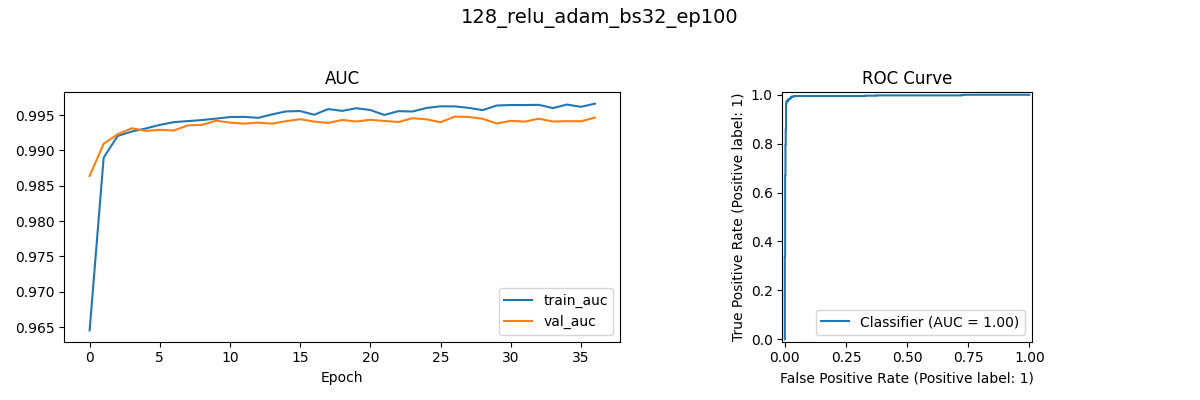 128_relu_adam_bs32_ep100
AUC
0.995
0.990
0.985
0.980
0.975
0.970
0.965
0 5 10 15 20 25 30 35
Epoch
train_auc
val_auc
ROC Curve
True Positive Rate (Positive label: 1)
1.0
0.8
0.6
0.4
0.2
0.0
0.00 0.25 0.50 0.75 1.00
False Positive Rate (Positive label: 1)
Classifier (AUC = 1.00)